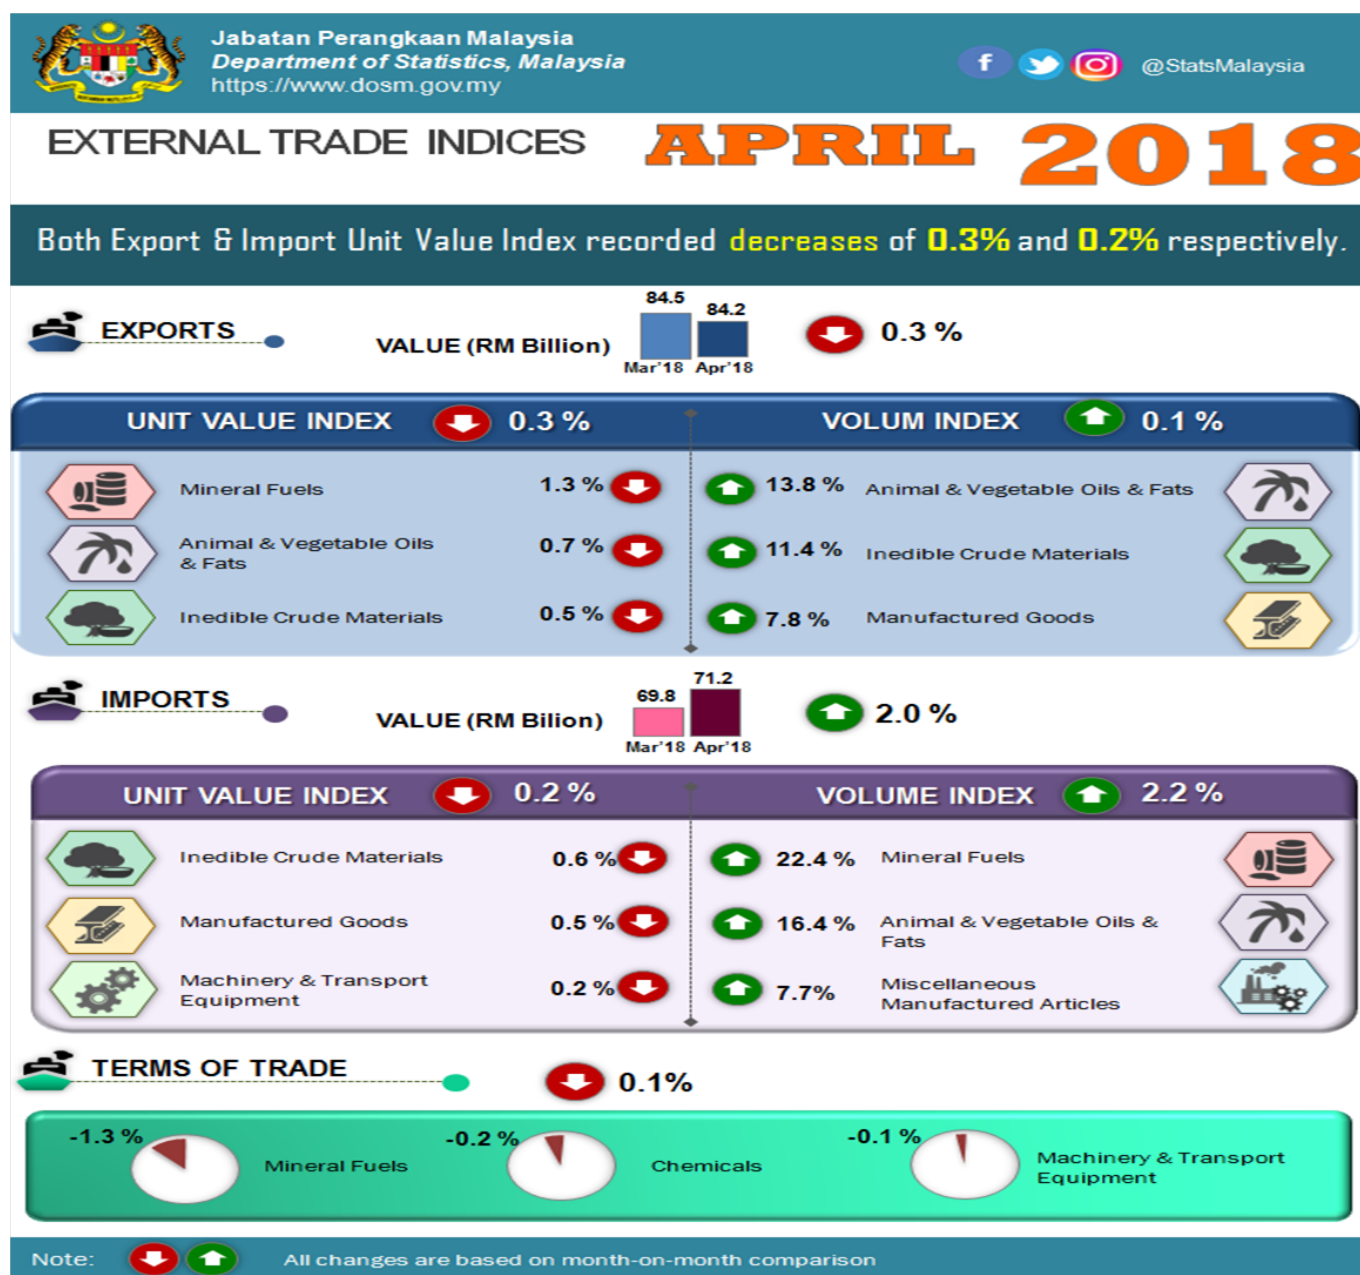 Jabatan Perangkaan Malaysia
Department of Statistics, Malaysia
https://www.dosm.gov.my
f
@StatsMalaysia
EXTERNAL TRADE INDICES APRIL 2018
Both Export & Import Unit Value Index recorded decreases of 0.3% and 0.2% respectively.
EXPORTS
VALUE (RM Billion)
84.5
84.2
Mar'18 Apr'18
0.3 %
UNIT VALUE INDEX 0.3 %
VOLUM INDEX 0.1 %
Mineral Fuels 1.3 %
Animal & Vegetable Oils
& Fats
0.7 %
Inedible Crude Materials 0.5 %
13.8 % Animal & Vegetable Oils & Fats
11.4 % Inedible Crude Materials
7.8 % Manufactured Goods
IMPORTS
VALUE (RM Bilion)
69.8
71.2
Mar'18 Apr'18
2.0 %
UNIT VALUE INDEX 0.2 %
VOLUME INDEX 2.2 %
Inedible Crude Materials 0.6 %
Manufactured Goods 0.5 %
Machinery & Transport
Equipment
0.2 %
22.4 % Mineral Fuels
16.4 % Animal & Vegetable Oils &
Fats
7.7% Miscellaneous
Manufactured Articles
TERMS OF TRADE
0.1%
-1.3 %
Mineral Fuels
-0.2 %
Chemicals
-0.1 %
Machinery & Transport
Equipment
Note: All changes are based on month-on-month comparison